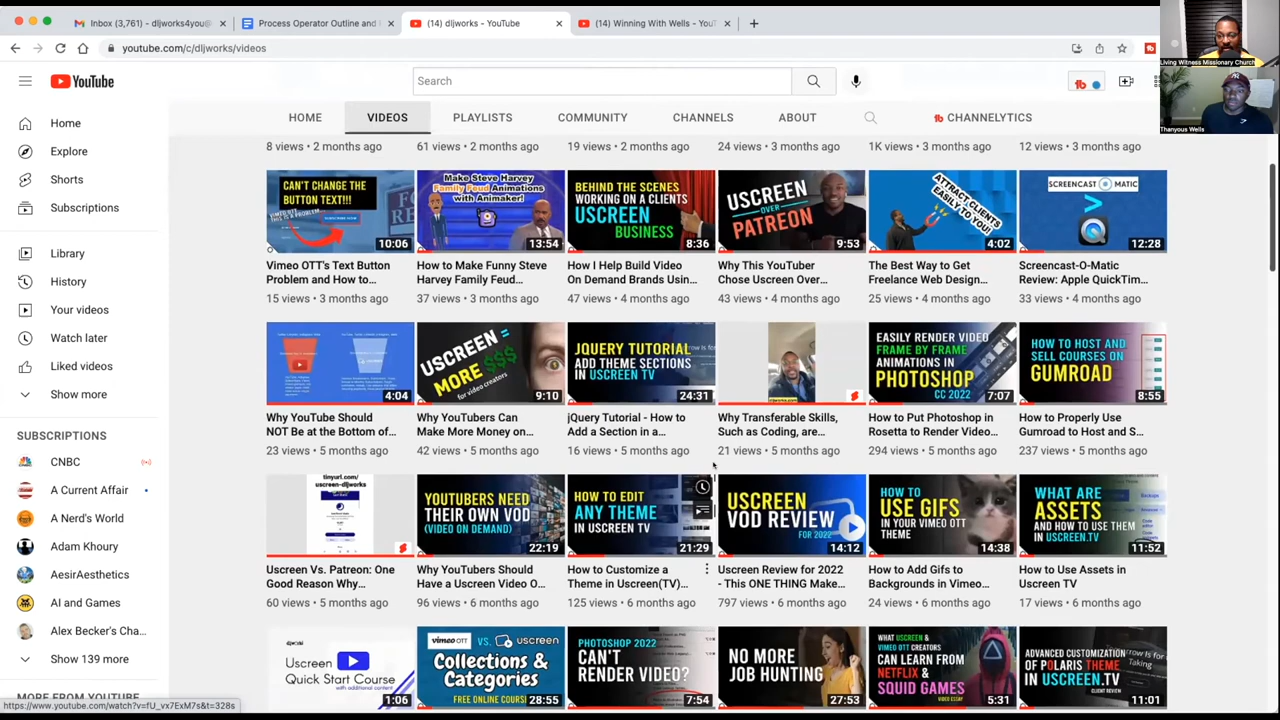 Inbox (3,761) - dljworks4you@
Process Operator Outline and
(14) dljworks - YouTube
(14) Winning With Wells - YouT
youtube.com/c/dljworks/videos
Living Witness Missionary Church
Thanyous Wells
YouTube
Search
HOME
VIDEOS
PLAYLISTS
COMMUNITY
CHANNELS
ABOUT
CHANNELYTICS
Home
Explore
Shorts
Subscriptions
Library
History
Your videos
Watch later
Liked videos
Show more
SUBSCRIPTIONS
CNBC
A Current Affair
A Nerd's World
Adam Khoury
AesirAesthetics
AI and Games
Alex Becker's Cha...
Show 139 more
MORE FROM YOUTUBE
8 views • 2 months ago
61 views • 2 months ago
19 views • 2 months ago
24 views • 3 months ago
1K views • 3 months ago
12 views • 3 months ago
CAN'T CHANGE THE
BUTTON TEXT!!!
10:06
Make Steve Harvey
Family Feud Animations
with Animaker!
13:54
BEHIND THE SCENES
WORKING ON A CLIENTS
USCREEN
BUSINESS
8:36
USCREEN
OVER
PATREON
9:53
ATTRACT CLIENTS
EASILY TO YOU!
4:02
SCREENCAST-O-MATIC
12:28
Vimeo OTT's Text Button
Problem and How to...
15 views • 3 months ago
How to Make Funny Steve
Harvey Family Feud...
37 views • 3 months ago
How I Help Build Video
On Demand Brands Usin...
47 views • 4 months ago
Why This YouTuber
Chose Uscreen Over...
43 views • 4 months ago
The Best Way to Get
Freelance Web Design...
25 views • 4 months ago
Screencast-O-Matic
Review: Apple QuickTim...
33 views • 4 months ago
4:04
USCREEN =
MORE $$$
for video creators
9:10
JQUERY TUTORIAL
ADD THEME SECTIONS
IN USCREEN TV
24:31
EASILY RENDER VIDEO
FRAME BY FRAME
ANIMATIONS IN
PHOTOSHOP
CC 2022
7:07
HOW TO HOST AND
SELL COURSES ON
GUMROAD
8:55
Why YouTube Should
NOT Be at the Bottom of...
23 views • 5 months ago
Why YouTubers Can
Make More Money on...
42 views • 5 months ago
jQuery Tutorial - How to
Add a Section in a...
16 views • 5 months ago
Why Transferable Skills,
Such as Coding, are...
21 views • 5 months ago
How to Put Photoshop in
Rosetta to Render Video...
294 views • 5 months ago
How to Properly Use
Gumroad to Host and S...
237 views • 5 months ago
tinyurl.com/
uscreen-dljworks
YOUTUBERS NEED
THEIR OWN VOD
(VIDEO ON DEMAND)
22:19
HOW TO EDIT
ANY THEME
IN USCREEN TV
21:29
USCREEN
VOD REVIEW
FOR 2022
14:12
HOW TO
USE GIFS
IN YOUR VIMEO OTT
THEME
14:38
WHAT ARE
ASSETS
AND HOW TO USE THEM
IN USCREEN.TV
11:52
Uscreen Vs. Patreon: One
Good Reason Why...
60 views • 5 months ago
Why YouTubers Should
Have a Uscreen Video O...
96 views • 6 months ago
How to Customize a
Theme in Uscreen(TV)...
125 views • 6 months ago
Uscreen Review for 2022
- This ONE THING Make...
797 views • 6 months ago
How to Add Gifs to
Backgrounds in Vimeo...
24 views • 6 months ago
How to Use Assets in
Uscreen TV
17 views • 6 months ago
Uscreen
Quick Start Course
with additional content
1:06
vimeo OTT VS. uscreen
Collections &
Categories
FREE ONLINE COURSE
28:55
PHOTOSHOP 2022
CAN'T
RENDER VIDEO?
7:54
NO MORE
JOB HUNTING
27:53
WHAT USCREEN &
VIMEO OTT CREATORS
CAN LEARN FROM
NETFLIX &
SQUID GAMES
VIDEO ESSAY
5:31
ADVANCED CUSTOMIZATION
OF POLARIS THEME
IN USCREEN.TV
CLIENT REVIEW
11:01
https://www.youtube.com/watch?v=fU_vx7ExM7s&t=328s